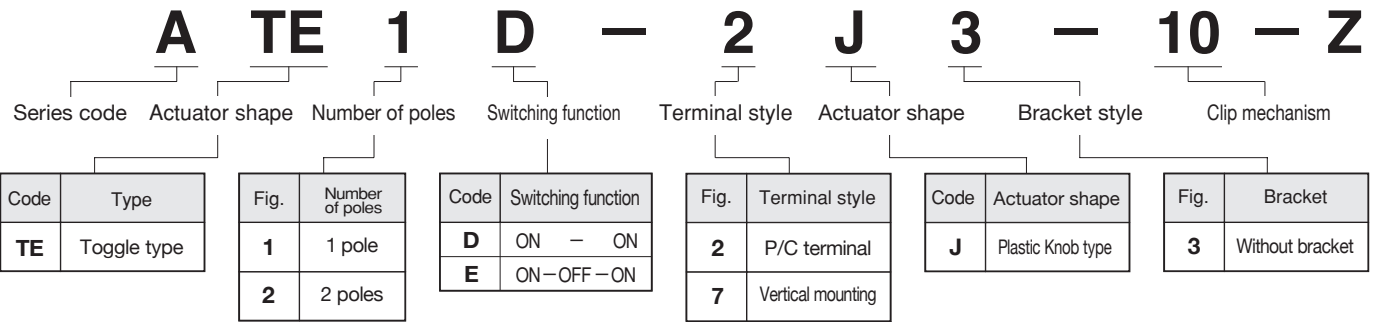 A TE 1 D — 2 J 3 — 10 — Z
Series code Actuator shape Number of poles Switching function Terminal style Actuator shape Bracket style Clip mechanism
Code Type
TE Toggle type
Fig. Number of poles
1 1 pole
2 2 poles
Code Switching function
D ON — ON
E ON—OFF—ON
Fig. Terminal style
2 P/C terminal
7 Vertical mounting
Code Actuator shape
J Plastic Knob type
Fig. Bracket
3 Without bracket